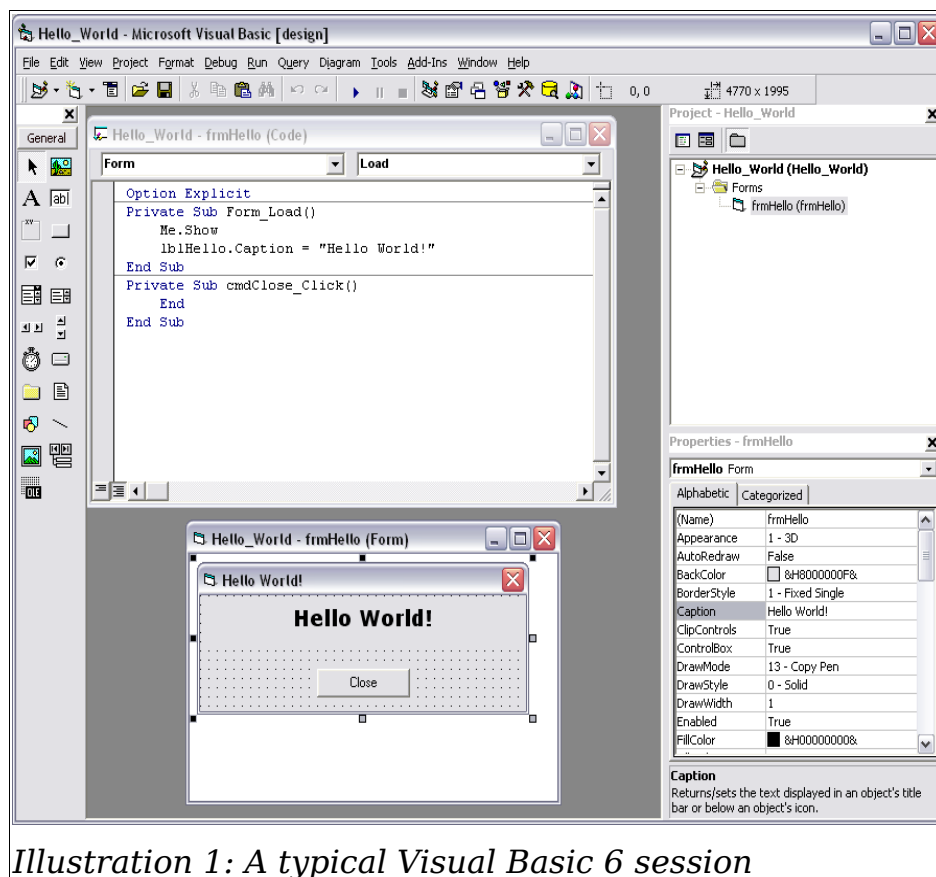 Hello_World - Microsoft Visual Basic [design]
File Edit View Project Format Debug Run Query Diagram Tools Add-Ins Window Help
0, 0 4770 x 1995
General
A ab|
xy
OLE
Hello_World - frmHello (Code)
Form Load
Option Explicit
Private Sub Form_Load()
Me.Show
lblHello.Caption = "Hello World!"
End Sub
Private Sub cmdClose_Click()
End
End Sub
Hello_World - frmHello (Form)
Hello World!
Hello World!
Close
Project - Hello_World
Hello_World (Hello_World)
Forms
frmHello (frmHello)
Properties - frmHello
frmHello Form
Alphabetic Categorized
(Name) frmHello
Appearance 1 - 3D
AutoRedraw False
BackColor &H8000000F&
BorderStyle 1 - Fixed Single
Caption Hello World!
ClipControls True
ControlBox True
DrawMode 13 - Copy Pen
DrawStyle 0 - Solid
DrawWidth 1
Enabled True
FillColor &H00000000&
Caption
Returns/sets the text displayed in an object's title
bar or below an object's icon.
Illustration 1: A typical Visual Basic 6 session